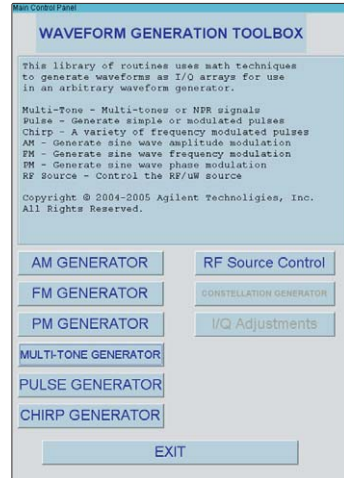 Main Control Panel
WAVEFORM GENERATION TOOLBOX
This library of routines uses math techniques
to generate waveforms as I/Q arrays for use
in an arbitrary waveform generator.
Multi-Tone - Multi-tones or NPR signals
Pulse - Generate simple or modulated pulses
Chirp - A variety of frequency modulated pulses
AM - Generate sine wave amplitude modulation
FM - Generate sine wave frequency modulation
PM - Generate sine wave phase modulation
RF Source - Control the RF/uW source
Copyright © 2004-2005 Agilent Technoligies, Inc.
All Rights Reserved.
AM GENERATOR
RF Source Control
FM GENERATOR
CONSTELLATION GENERATOR
PM GENERATOR
I/Q Adjustments
MULTI-TONE GENERATOR
PULSE GENERATOR
CHIRP GENERATOR
EXIT